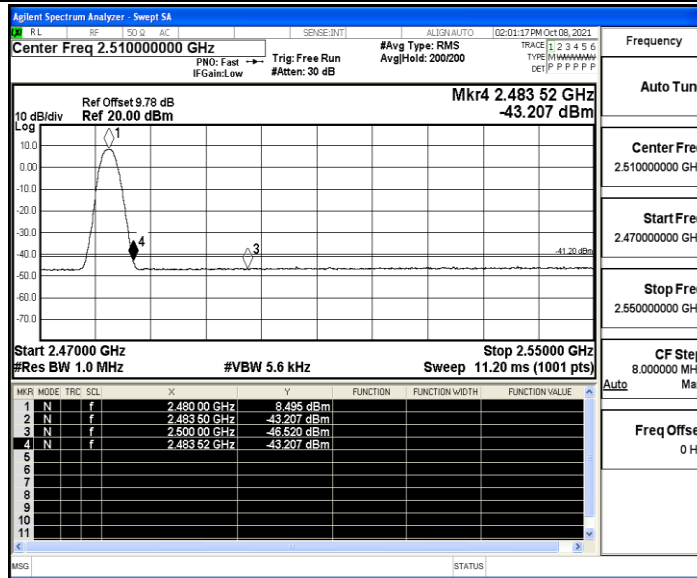 Agilent Spectrum Analyzer - Swept SA
RL RF 50 Ω AC SENSE:INT ALIGN AUTO 02:01:17 PM Oct 08, 2021
Center Freq 2.510000000 GHz
PNO: Fast
IFGain:Low
Trig: Free Run
#Atten: 30 dB
#Avg Type: RMS
Avg|Hold: 200/200
TRACE 1 2 3 4 5 6
TYPE MWWWWW
DET P P P P P P
Ref Offset 9.78 dB
10 dB/div Ref 20.00 dBm
Mkr4 2.483 52 GHz
-43.207 dBm
Log
10.0
0.00
-10.0
-20.0
-30.0
-40.0
-50.0
-60.0
-70.0
1
4
3
-41.20 dBm
Start 2.47000 GHz Stop 2.55000 GHz
#Res BW 1.0 MHz #VBW 5.6 kHz Sweep 11.20 ms (1001 pts)
MKR MODE TRC SCL X Y FUNCTION FUNCTION WIDTH FUNCTION VALUE
1 N f 2.480 00 GHz 8.495 dBm
2 N f 2.483 50 GHz -43.207 dBm
3 N f 2.500 00 GHz -46.520 dBm
4 N f 2.483 52 GHz -43.207 dBm
5
6
7
8
9
10
11
MSG STATUS
Frequency
Auto Tun
Center Fre
2.510000000 GH
Start Fre
2.470000000 GH
Stop Fre
2.550000000 GH
CF Step
8.000000 MH
Auto Ma
Freq Offse
0 H